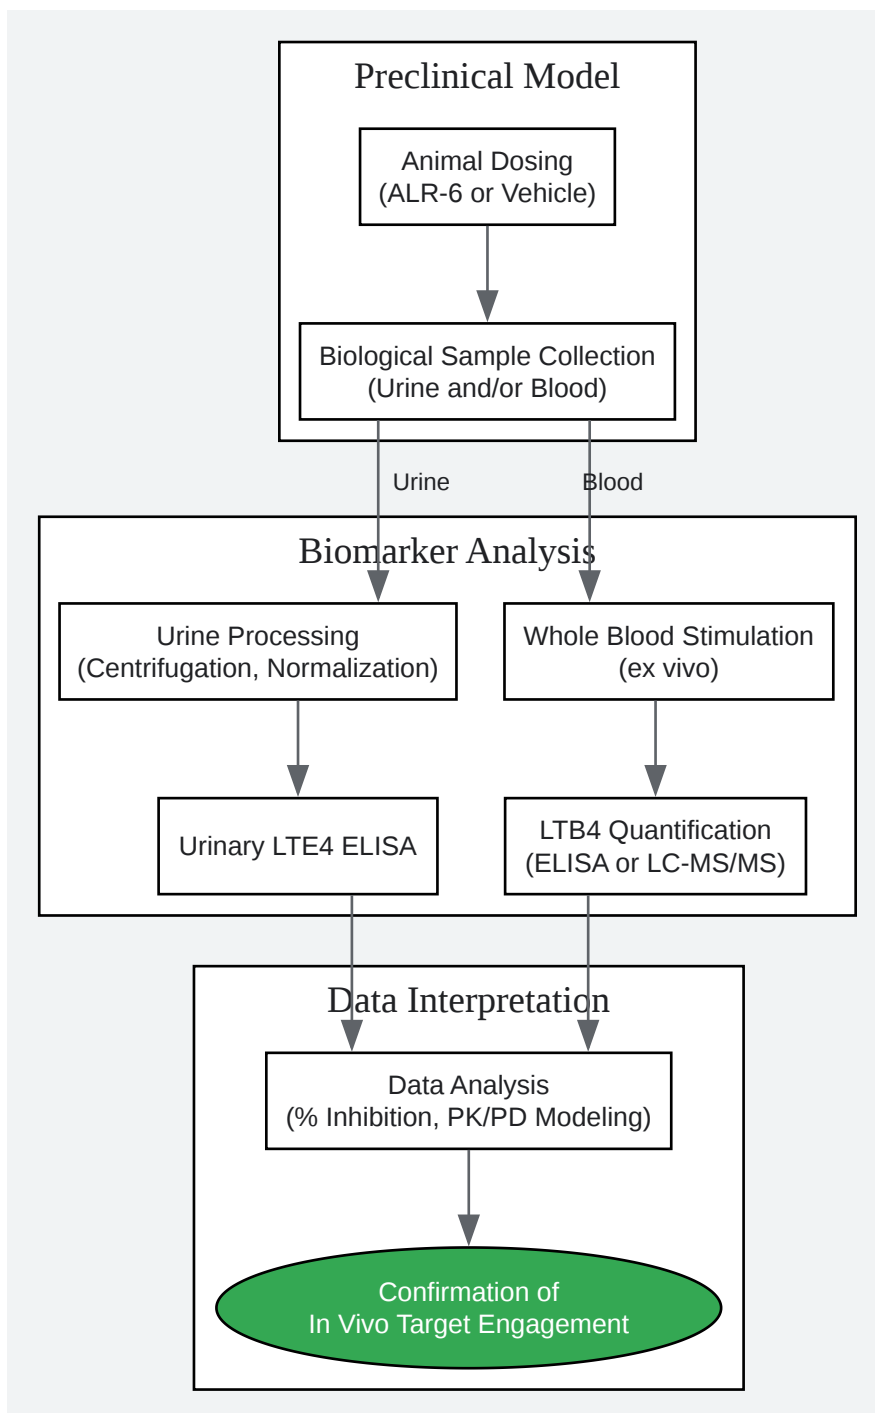 Preclinical Model
Animal Dosing
(ALR-6 or Vehicle)
Biological Sample Collection
(Urine and/or Blood)
Urine
Blood
Biomarker Analysis
Urine Processing
(Centrifugation, Normalization)
Whole Blood Stimulation
(ex vivo)
Urinary LTE4 ELISA
LTB4 Quantification
(ELISA or LC-MS/MS)
Data Interpretation
Data Analysis
(% Inhibition, PK/PD Modeling)
Confirmation of
In Vivo Target Engagement